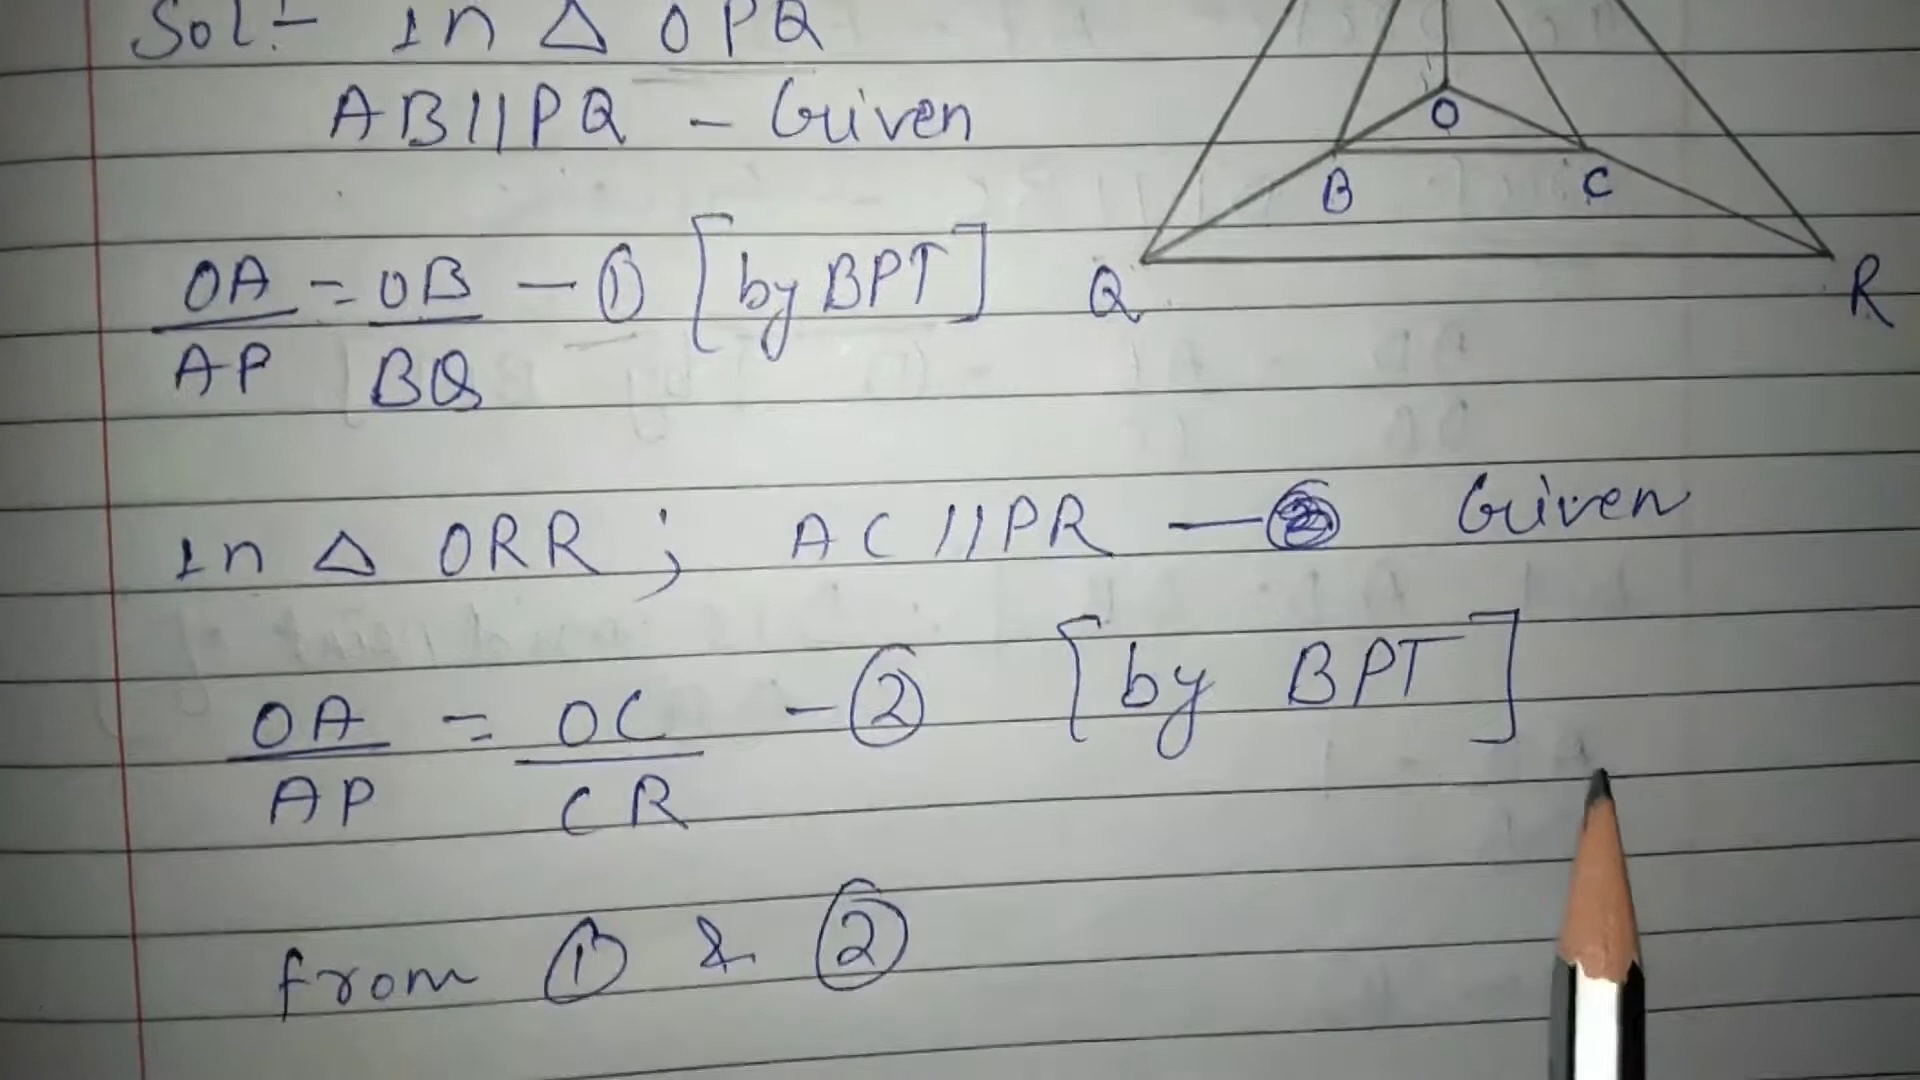 Sol:- In △ OPQ
AB||PQ - Given
OA/AP = OB/BQ - ① [by BPT]
In △ ORR ; AC||PR — Given
OA/AP = OC/CR - ② [by BPT]
from ① & ②
O
B
C
Q
R